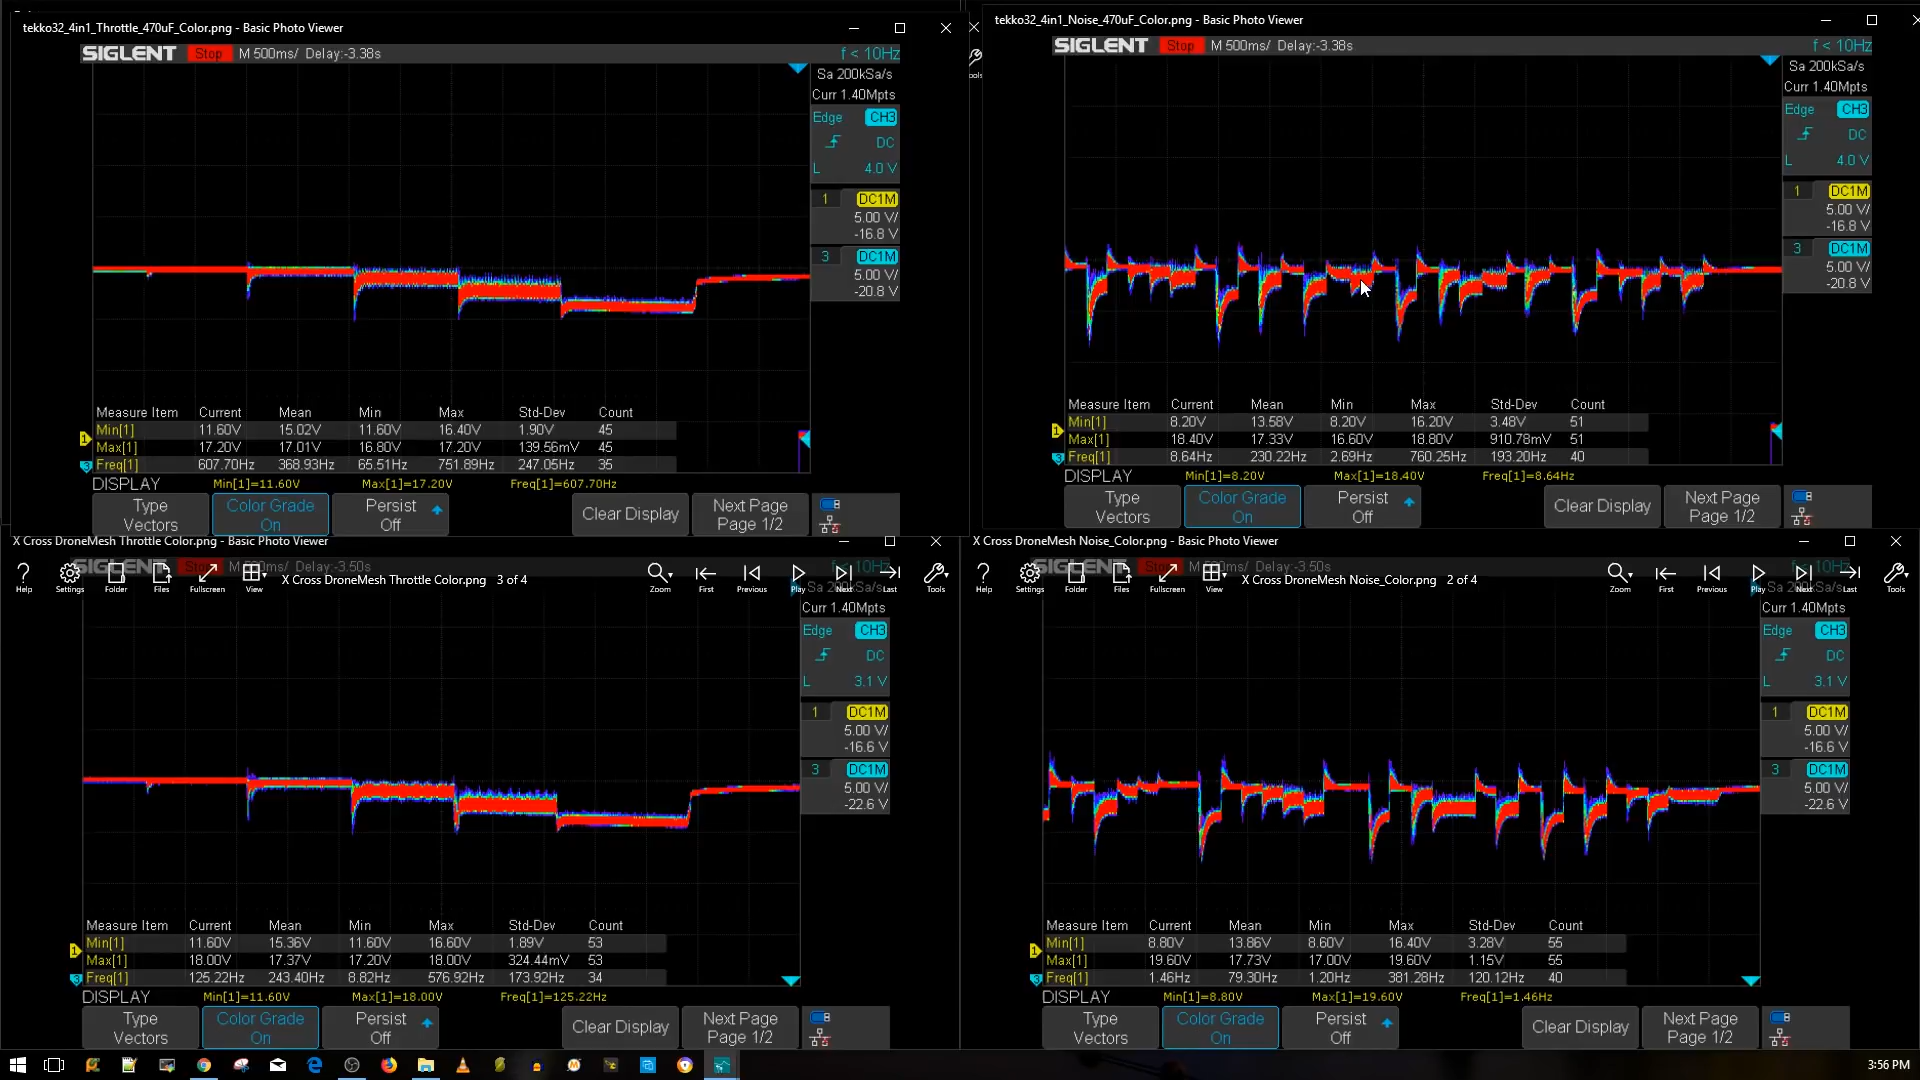 tekko32_4in1_Throttle_470uF_Color.png - Basic Photo Viewer
SIGLENT Stop M 500ms/ Delay:-3.38s f < 10Hz
Sa 200kSa/s
Curr 1.40Mpts
Edge CH3
DC
L 4.0 V
1 DC1M
5.00 V/
-16.8 V
3 DC1M
5.00 V/
-20.8 V
Measure Item Current Mean Min Max Std-Dev Count
Min[1] 11.60V 15.02V 11.60V 16.40V 1.90V 45
Max[1] 17.20V 17.01V 16.80V 17.20V 139.56mV 45
Freq[1] 607.70Hz 368.93Hz 65.51Hz 751.89Hz 247.05Hz 35
DISPLAY Min[1]=11.60V Max[1]=17.20V Freq[1]=607.70Hz
Type Color Grade Persist Clear Display Next Page
Vectors On Off Page 1/2
tekko32_4in1_Noise_470uF_Color.png - Basic Photo Viewer
ools
SIGLENT Stop M 500ms/ Delay:-3.38s f < 10Hz
Sa 200kSa/s
Curr 1.40Mpts
Edge CH3
DC
L 4.0 V
1 DC1M
5.00 V/
-16.8 V
3 DC1M
5.00 V/
-20.8 V
Measure Item Current Mean Min Max Std-Dev Count
Min[1] 8.20V 13.58V 8.20V 16.20V 3.48V 51
Max[1] 18.40V 17.33V 16.60V 18.80V 910.78mV 51
Freq[1] 8.64Hz 230.22Hz 2.69Hz 760.25Hz 193.20Hz 40
DISPLAY Min[1]=8.20V Max[1]=18.40V Freq[1]=8.64Hz
Type Color Grade Persist Clear Display Next Page
Vectors On Off Page 1/2
X Cross DroneMesh Throttle Color.png - Basic Photo Viewer
SIGLENT Delay:-3.50s
X Cross DroneMesh Throttle Color.png 3 of 4
Help Settings Folder Files Fullscreen View Zoom First Previous Play Next Last Tools
Curr 1.40Mpts
Edge CH3
DC
L 3.1 V
1 DC1M
5.00 V/
-16.6 V
3 DC1M
5.00 V/
-22.6 V
Measure Item Current Mean Min Max Std-Dev Count
Min[1] 11.60V 15.36V 11.60V 16.60V 1.89V 53
Max[1] 18.00V 17.37V 17.20V 18.00V 324.44mV 53
Freq[1] 125.22Hz 243.40Hz 8.82Hz 576.92Hz 173.92Hz 34
DISPLAY Min[1]=11.60V Max[1]=18.00V Freq[1]=125.22Hz
Type Color Grade Persist Clear Display Next Page
Vectors On Off Page 1/2
X Cross DroneMesh Noise_Color.png - Basic Photo Viewer
SIGLENT Delay:-3.50s
X Cross DroneMesh Noise_Color.png 2 of 4
Help Settings Folder Files Fullscreen View Zoom First Previous Play Next Last Tools
Curr 1.40Mpts
Edge CH3
DC
L 3.1 V
1 DC1M
5.00 V/
-16.6 V
3 DC1M
5.00 V/
-22.6 V
Measure Item Current Mean Min Max Std-Dev Count
Min[1] 8.80V 13.86V 8.60V 16.40V 3.28V 55
Max[1] 19.60V 17.73V 17.00V 19.60V 1.15V 55
Freq[1] 1.46Hz 79.30Hz 1.20Hz 381.28Hz 120.12Hz 40
DISPLAY Min[1]=8.80V Max[1]=19.60V Freq[1]=1.46Hz
Type Color Grade Persist Clear Display Next Page
Vectors On Off Page 1/2
3:56 PM